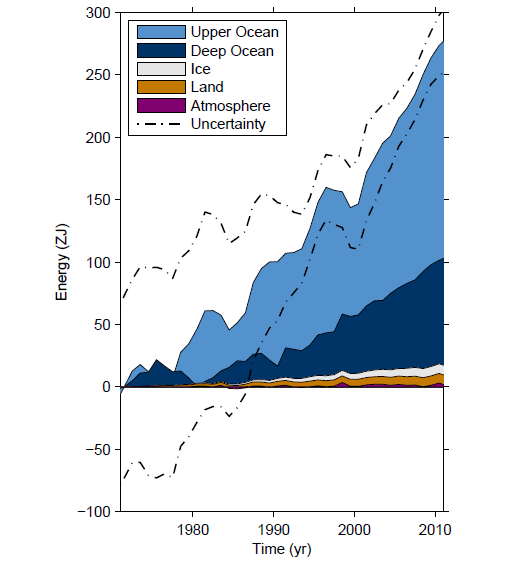 300
250
200
150
100
50
0
−50
−100
Energy (ZJ)
Upper Ocean
Deep Ocean
Ice
Land
Atmosphere
Uncertainty
1980 1990 2000 2010
Time (yr)